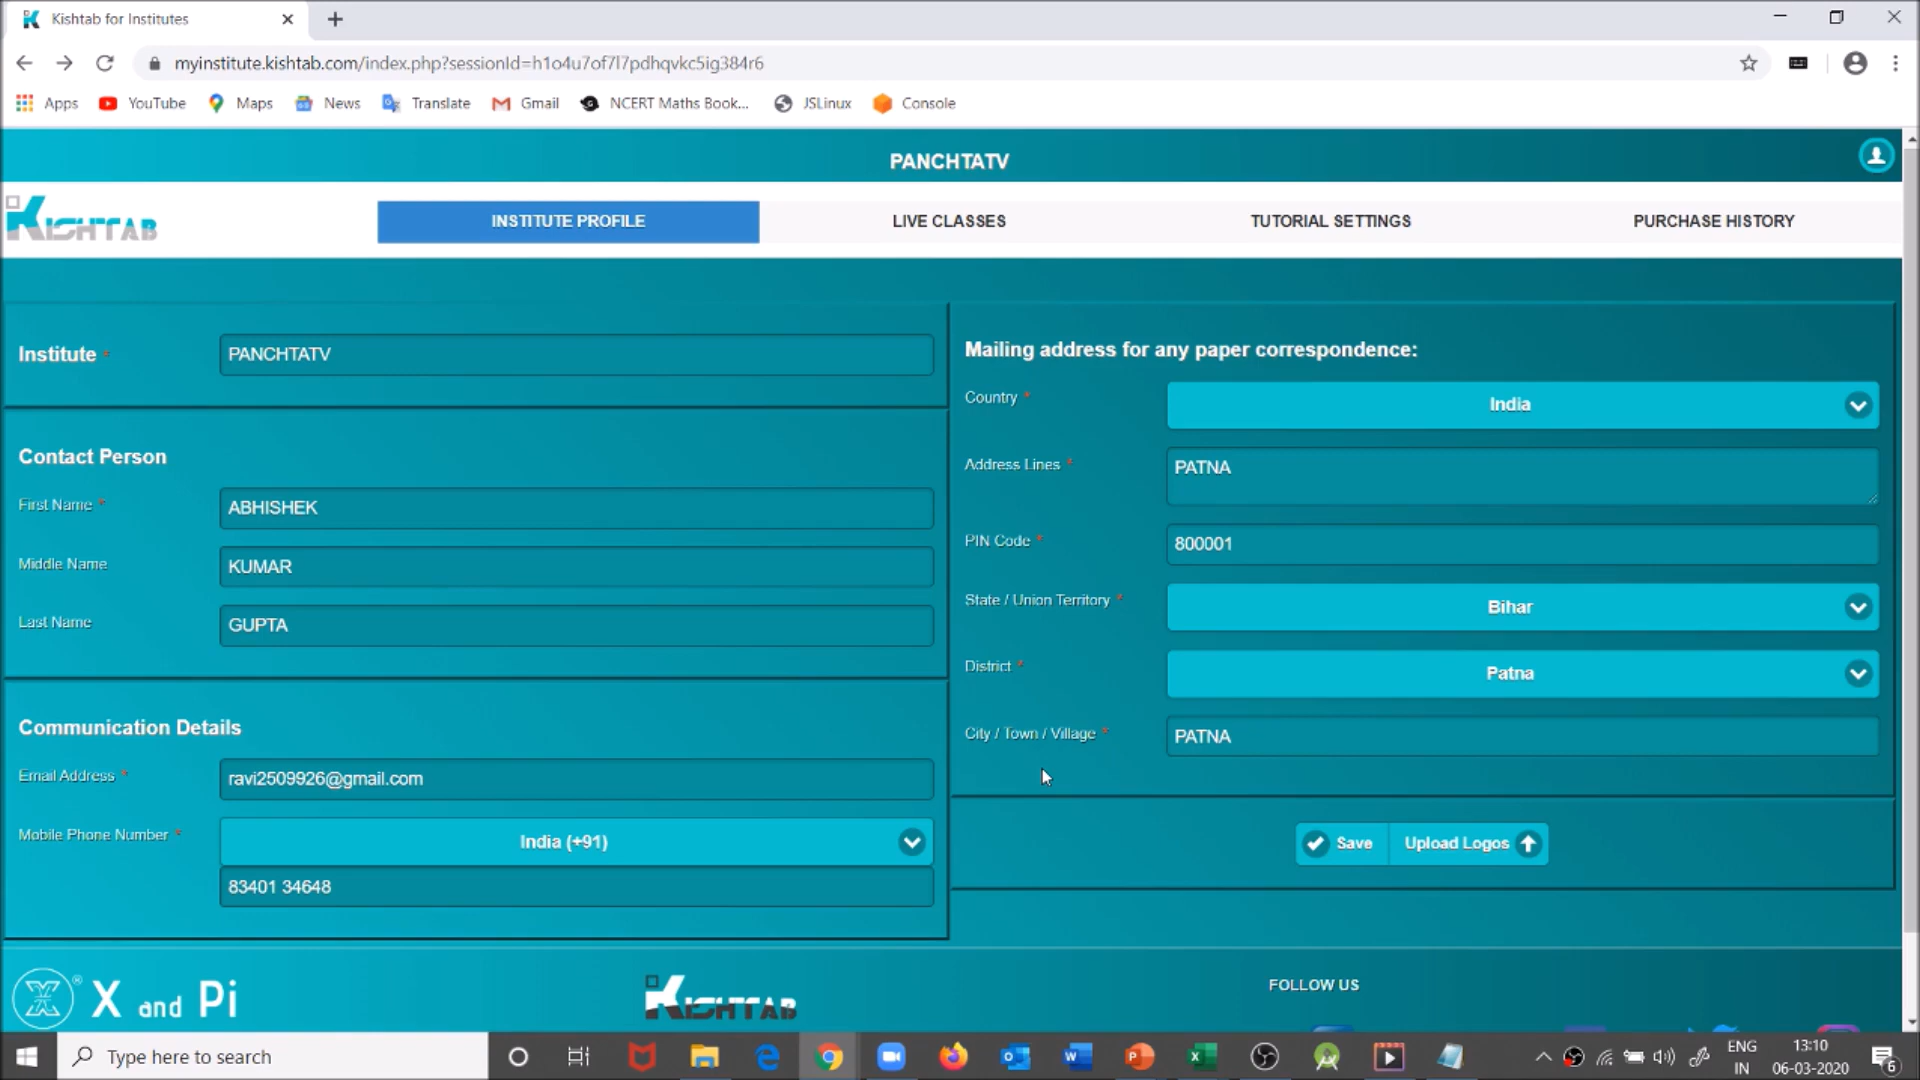 Kishtab for Institutes
myinstitute.kishtab.com/index.php?sessionId=h1o4u7of7l7pdhqvkc5ig384r6
Apps YouTube Maps News Translate Gmail NCERT Maths Book... JSLinux Console
PANCHTATV
KISHTAB INSTITUTE PROFILE LIVE CLASSES TUTORIAL SETTINGS PURCHASE HISTORY
Institute * PANCHTATV
Contact Person
First Name * ABHISHEK
Middle Name KUMAR
Last Name GUPTA
Communication Details
Email Address * ravi2509926@gmail.com
Mobile Phone Number * India (+91)
83401 34648
Mailing address for any paper correspondence:
Country * India
Address Lines * PATNA
PIN Code * 800001
State / Union Territory * Bihar
District * Patna
City / Town / Village * PATNA
Save Upload Logos
X and Pi
KISHTAB
FOLLOW US
Type here to search
ENG
IN
13:10
06-03-2020
6